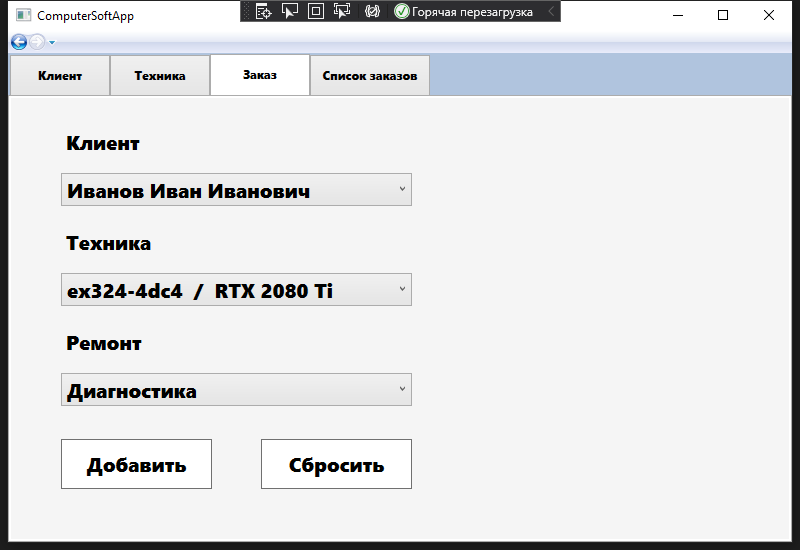 ComputerSoftApp
Горячая перезагрузка
Клиент
Техника
Заказ
Список заказов
Клиент
Иванов Иван Иванович
Техника
ex324-4dc4 / RTX 2080 Ti
Ремонт
Диагностика
Добавить
Сбросить